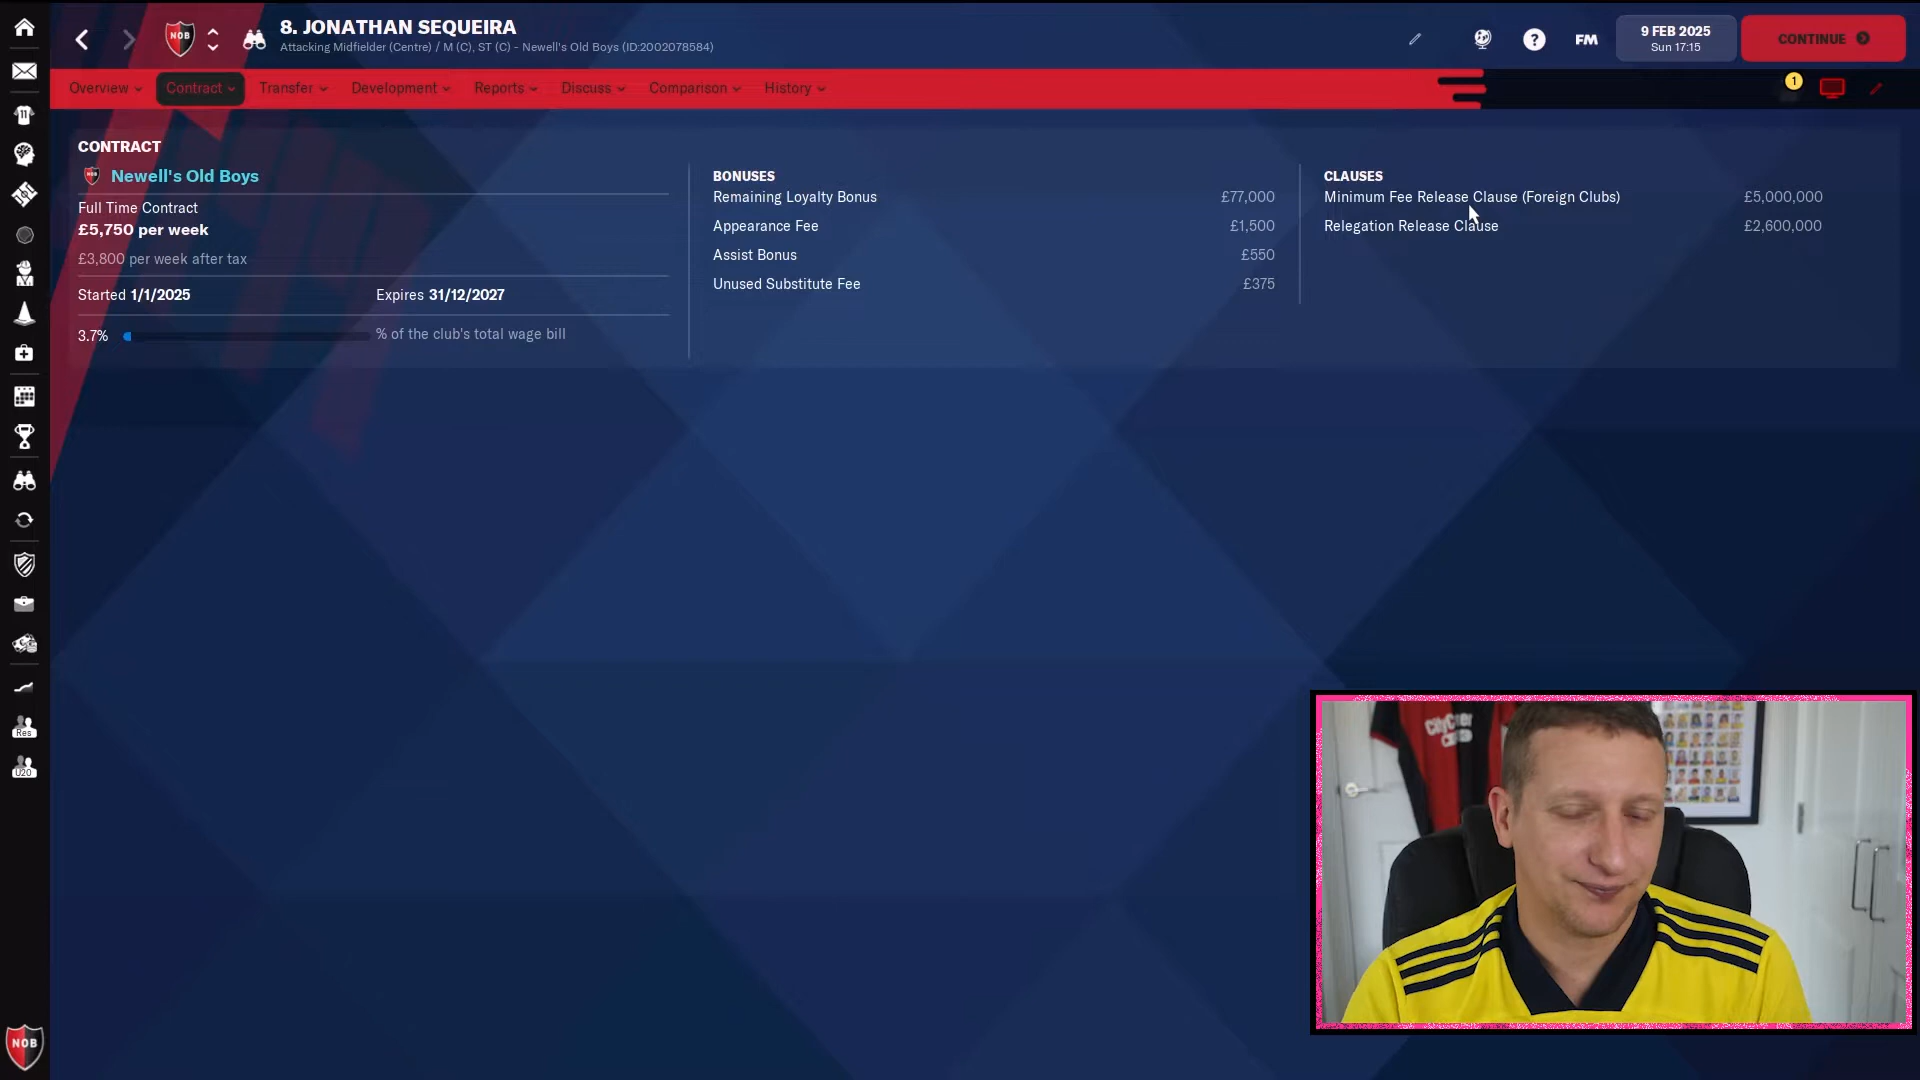 8. JONATHAN SEQUEIRA
Attacking Midfielder (Centre) / M (C), ST (C) - Newell's Old Boys (ID:2002078584)
NOB
FM
9 FEB 2025
Sun 17:15
CONTINUE
Overview
Contract
Transfer
Development
Reports
Discuss
Comparison
History
1
11
CONTRACT
Newell's Old Boys
Full Time Contract
£5,750 per week
£3,800 per week after tax
Started 1/1/2025
Expires 31/12/2027
3.7%
% of the club's total wage bill
BONUSES
Remaining Loyalty Bonus £77,000
Appearance Fee £1,500
Assist Bonus £550
Unused Substitute Fee £375
CLAUSES
Minimum Fee Release Clause (Foreign Clubs) £5,000,000
Relegation Release Clause £2,600,000
Res
U20
NOB